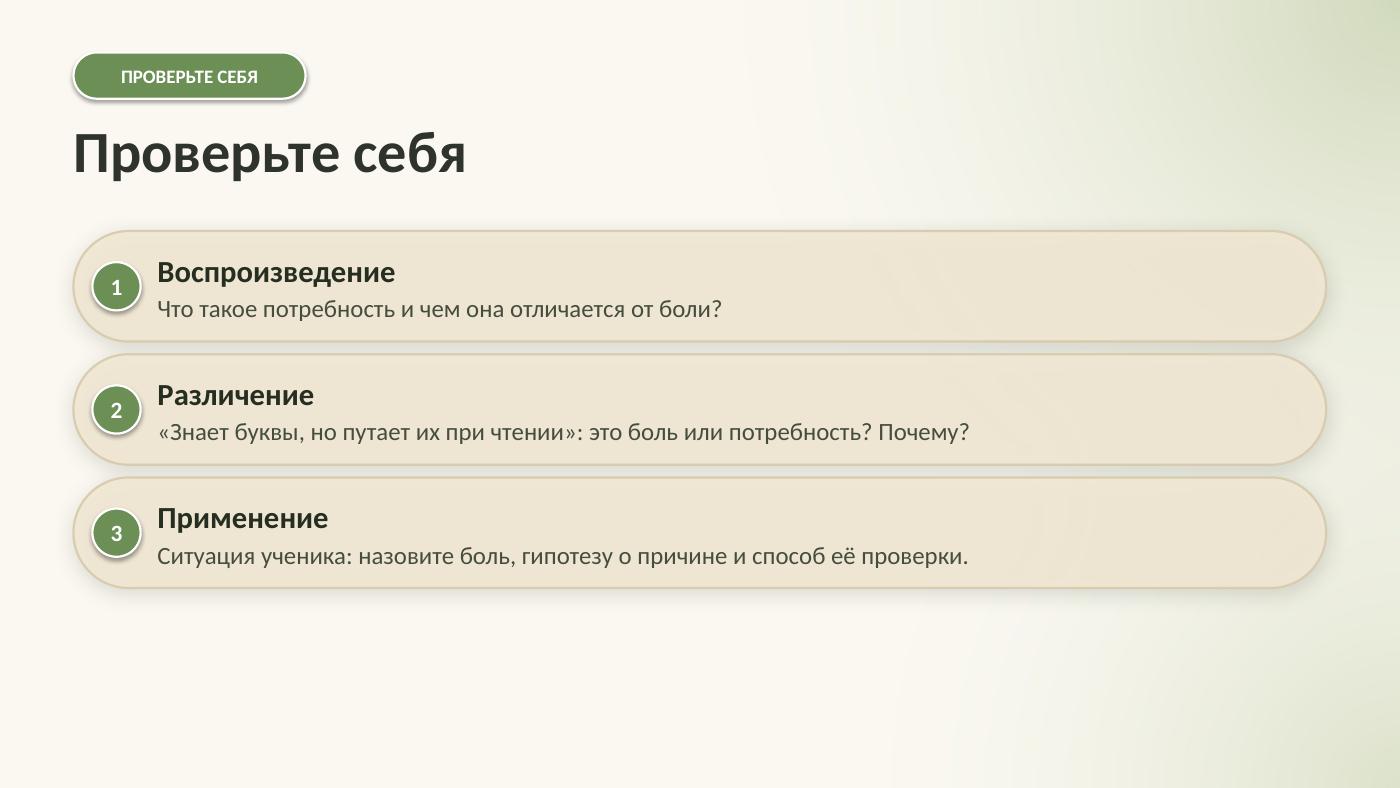 ПРОВЕРЬТЕ СЕБЯ
Проверьте себя
1
Воспроизведение
Что такое потребность и чем она отличается от боли?
2
Различение
«Знает буквы, но путает их при чтении»: это боль или потребность? Почему?
3
Применение
Ситуация ученика: назовите боль, гипотезу о причине и способ её проверки.